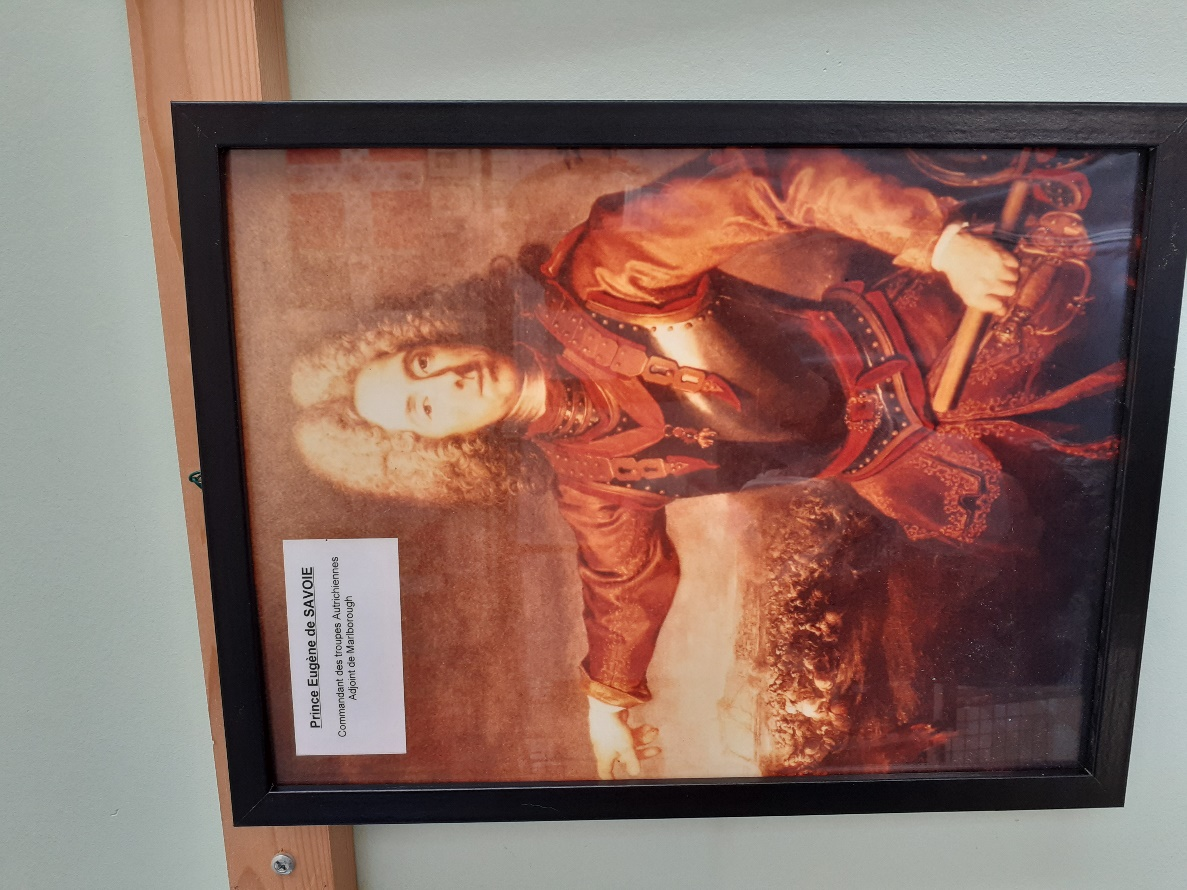 Prince Eugène de SAVOIE
Commandant des troupes Autrichiennes
Adjoint de Marlborough